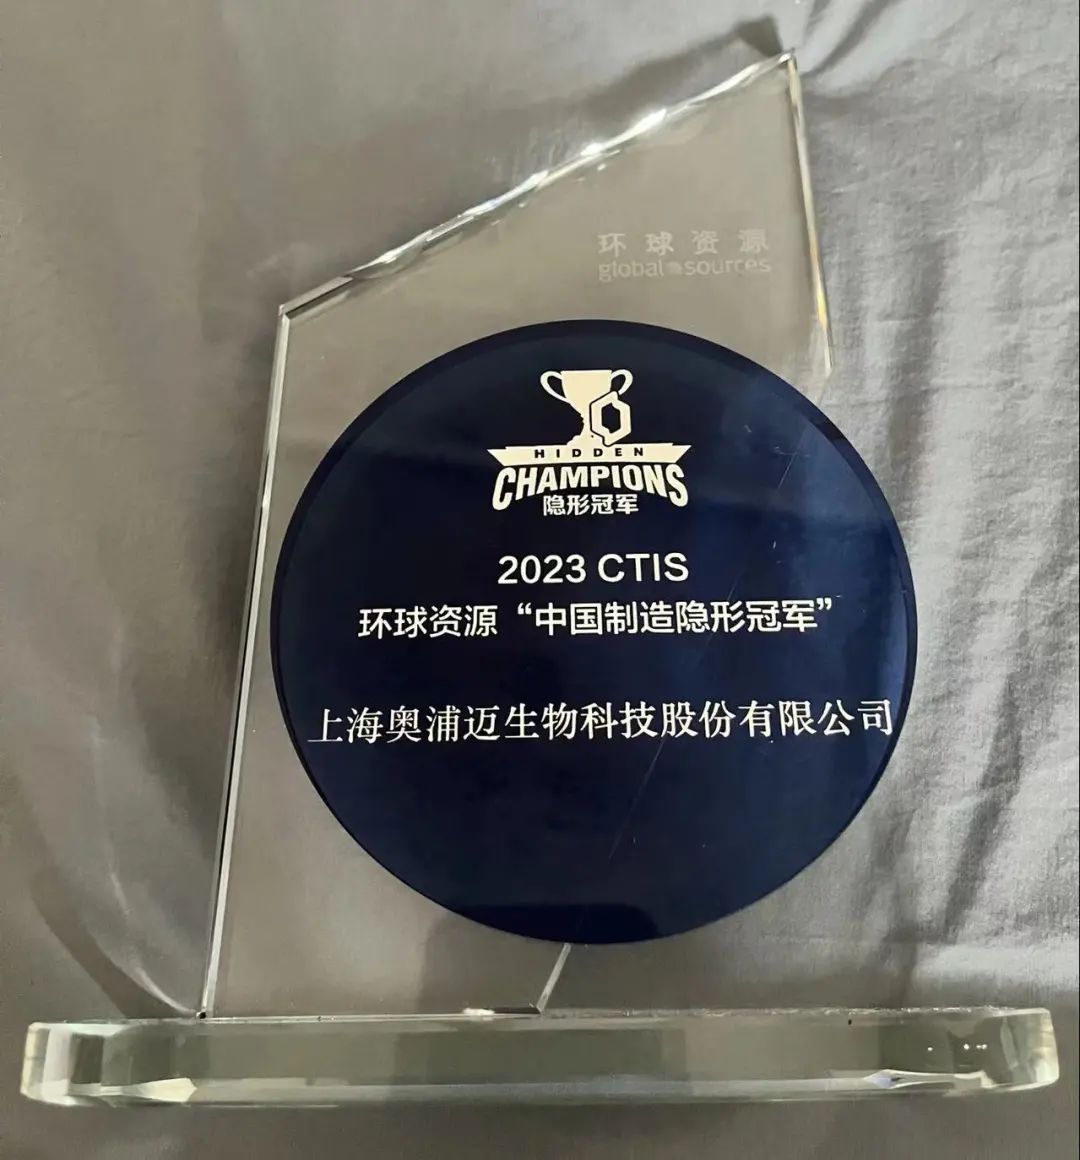 环球资源
global sources
HIDDEN
CHAMPIONS
隐形冠军
2023 CTIS
环球资源“中国制造隐形冠军”
上海奥浦迈生物科技股份有限公司